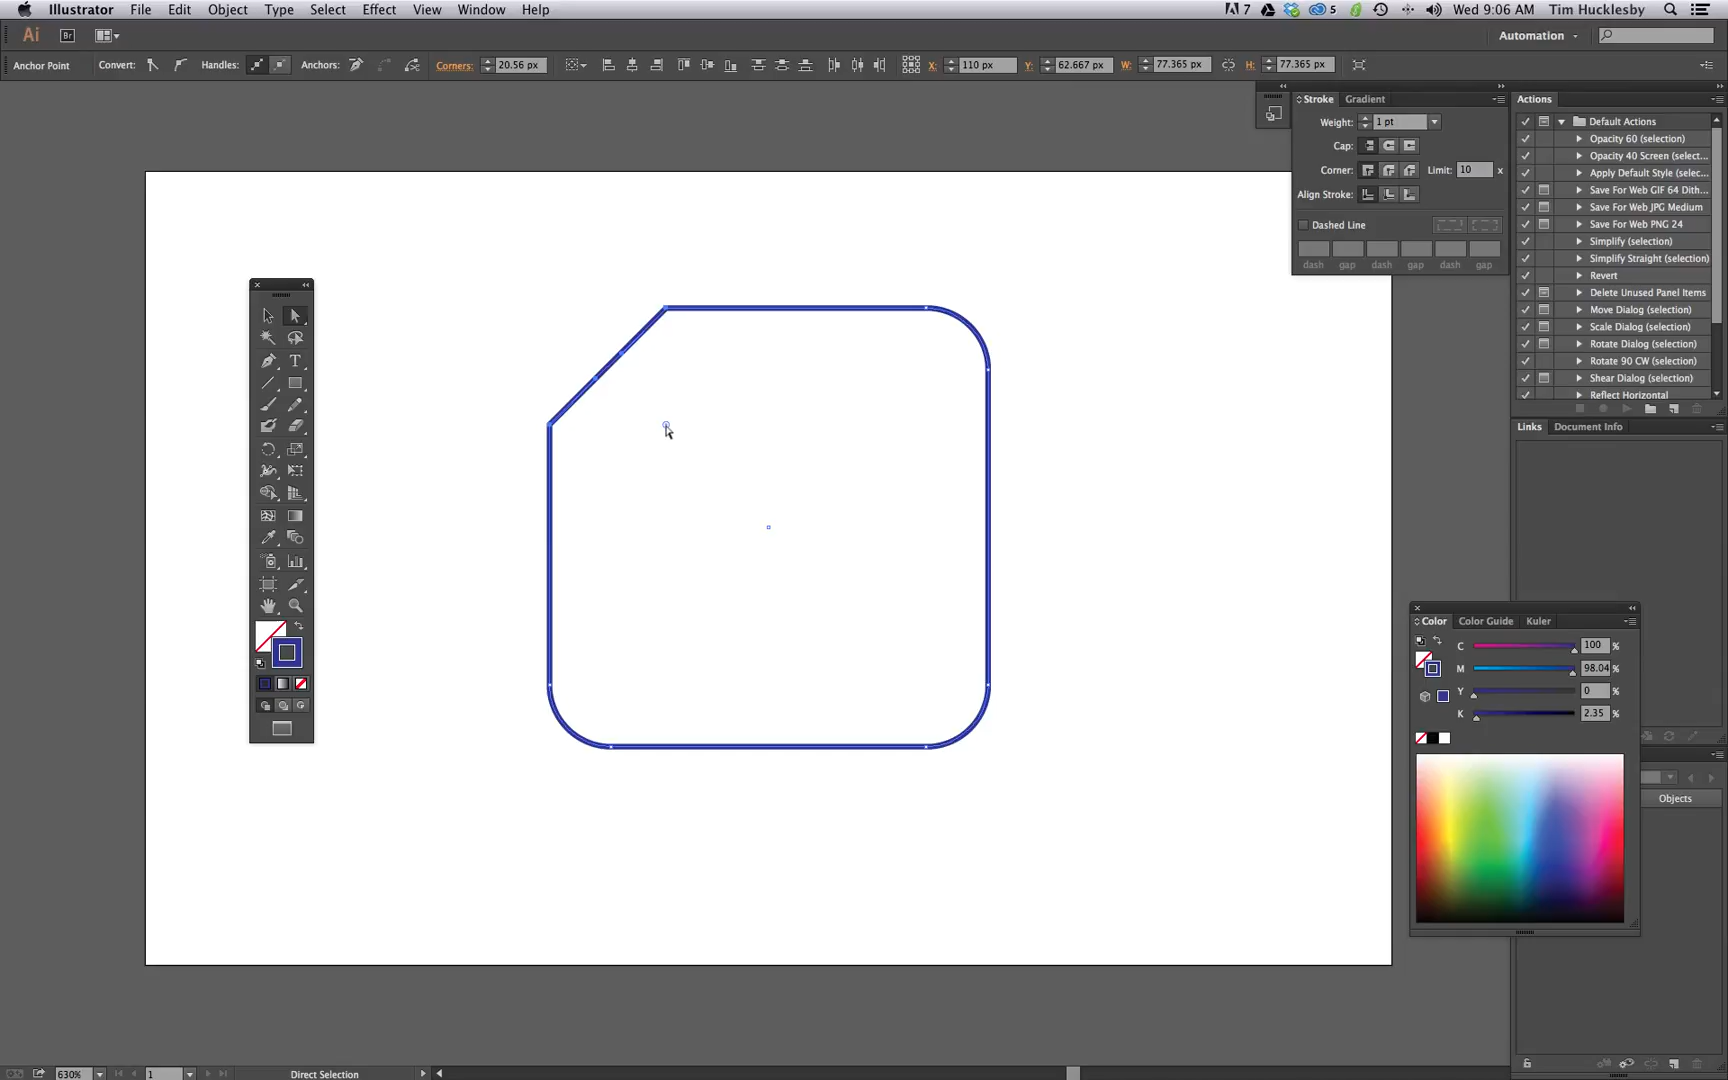 Illustrator File Edit Object Type Select Effect View Window Help 7 5 Wed 9:06 AM Tim Hucklesby
Ai Br Automation
Anchor Point Convert: Handles: Anchors: Corners: 20.56 px X: 110 px Y: 62.667 px W: 77.365 px H: 77.365 px
Stroke Gradient
Weight: 1 pt
Cap:
Corner: Limit: 10 x
Align Stroke:
Dashed Line
dash gap dash gap dash gap
Actions
Default Actions
Opacity 60 (selection)
Opacity 40 Screen (select...
Apply Default Style (selec...
Save For Web GIF 64 Dith...
Save For Web JPG Medium
Save For Web PNG 24
Simplify (selection)
Simplify Straight (selection)
Revert
Delete Unused Panel Items
Move Dialog (selection)
Scale Dialog (selection)
Rotate Dialog (selection)
Rotate 90 CW (selection)
Shear Dialog (selection)
Reflect Horizontal
Links Document Info
T
Color Color Guide Kuler
C 100 %
M 98.04 %
Y 0 %
K 2.35 %
Objects
630% 1 Direct Selection